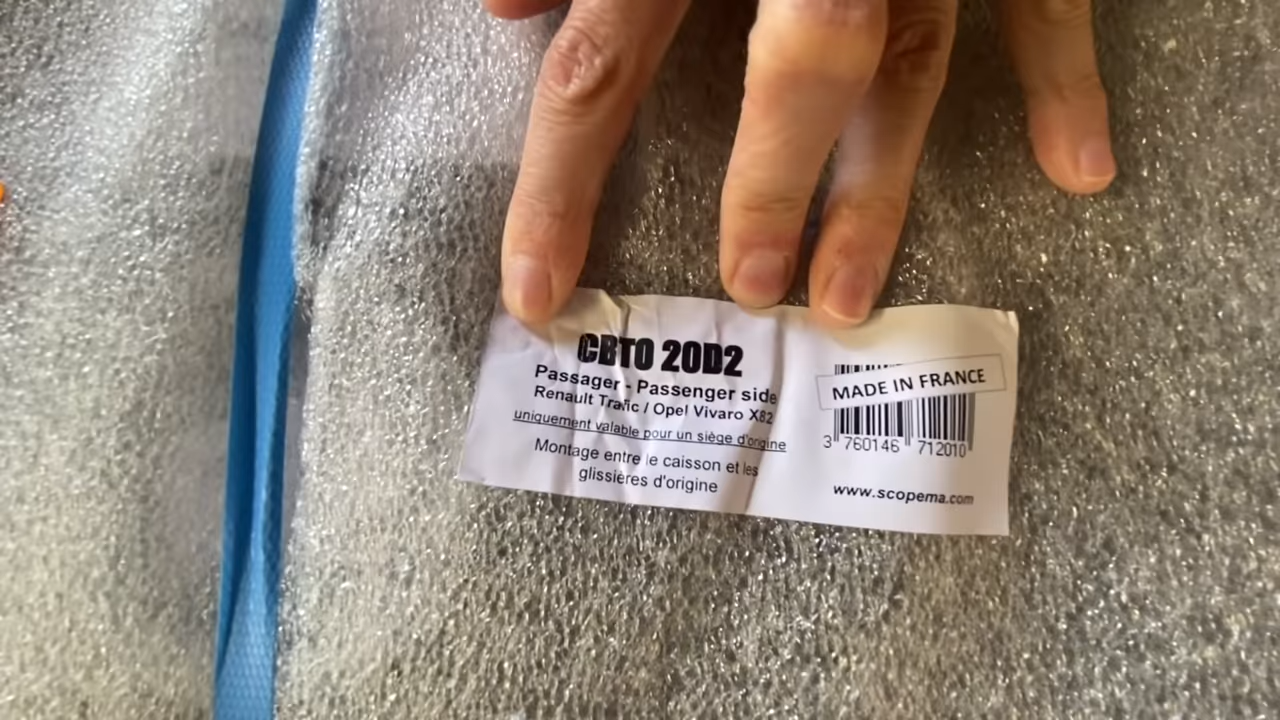 CBTO 20D2
Passager - Passenger side
Renault Trafic / Opel Vivaro X82
uniquement valable pour un siège d'origine
Montage entre le caisson et les
glissières d'origine
MADE IN FRANCE
3 760146 712010
www.scopema.com